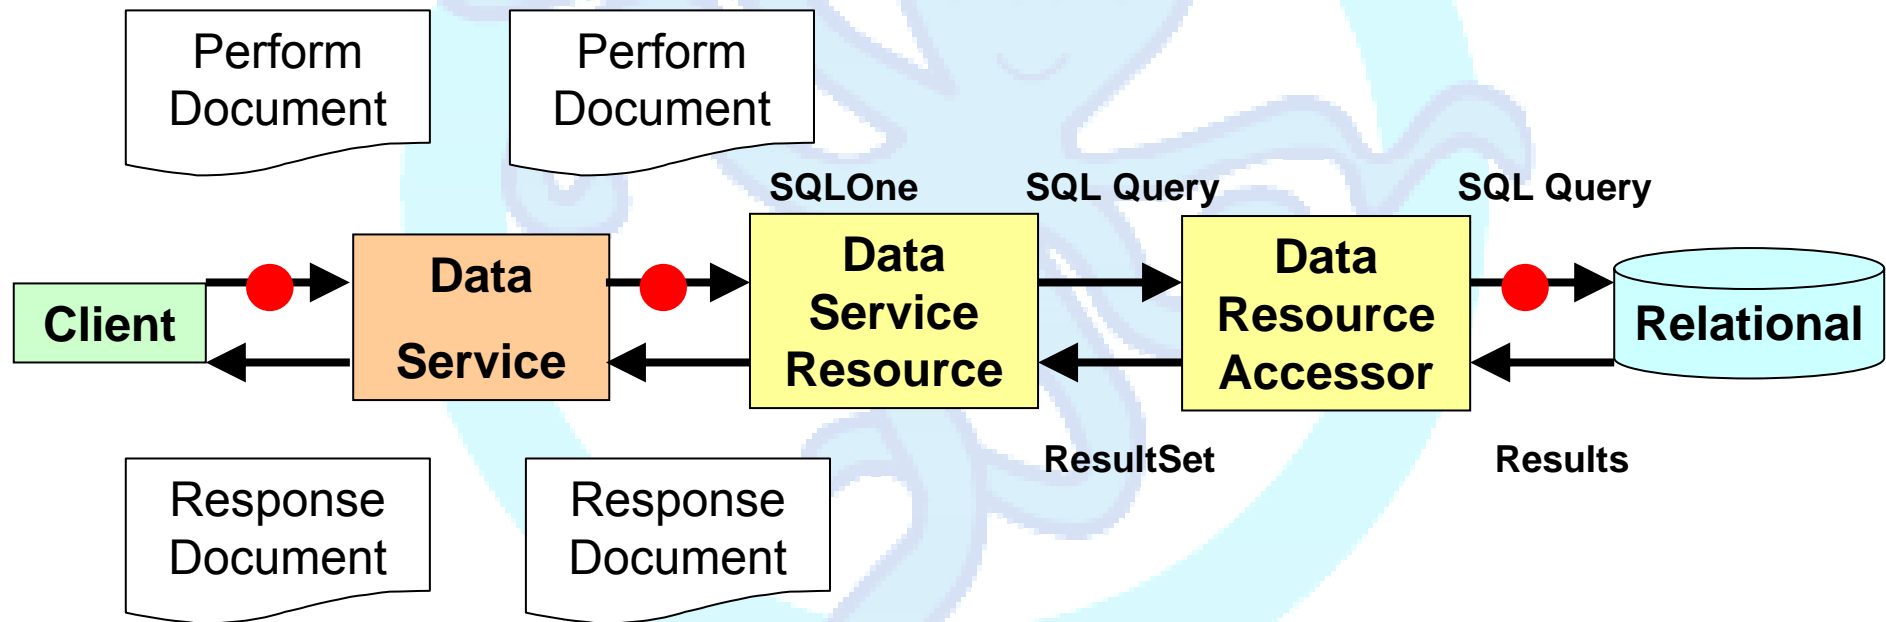 Perform
Document
Perform
Document
SQLOne
SQL Query
SQL Query
Client
Data
Service
Data
Service
Resource
Data
Resource
Accessor
Relational
ResultSet
Results
Response
Document
Response
Document